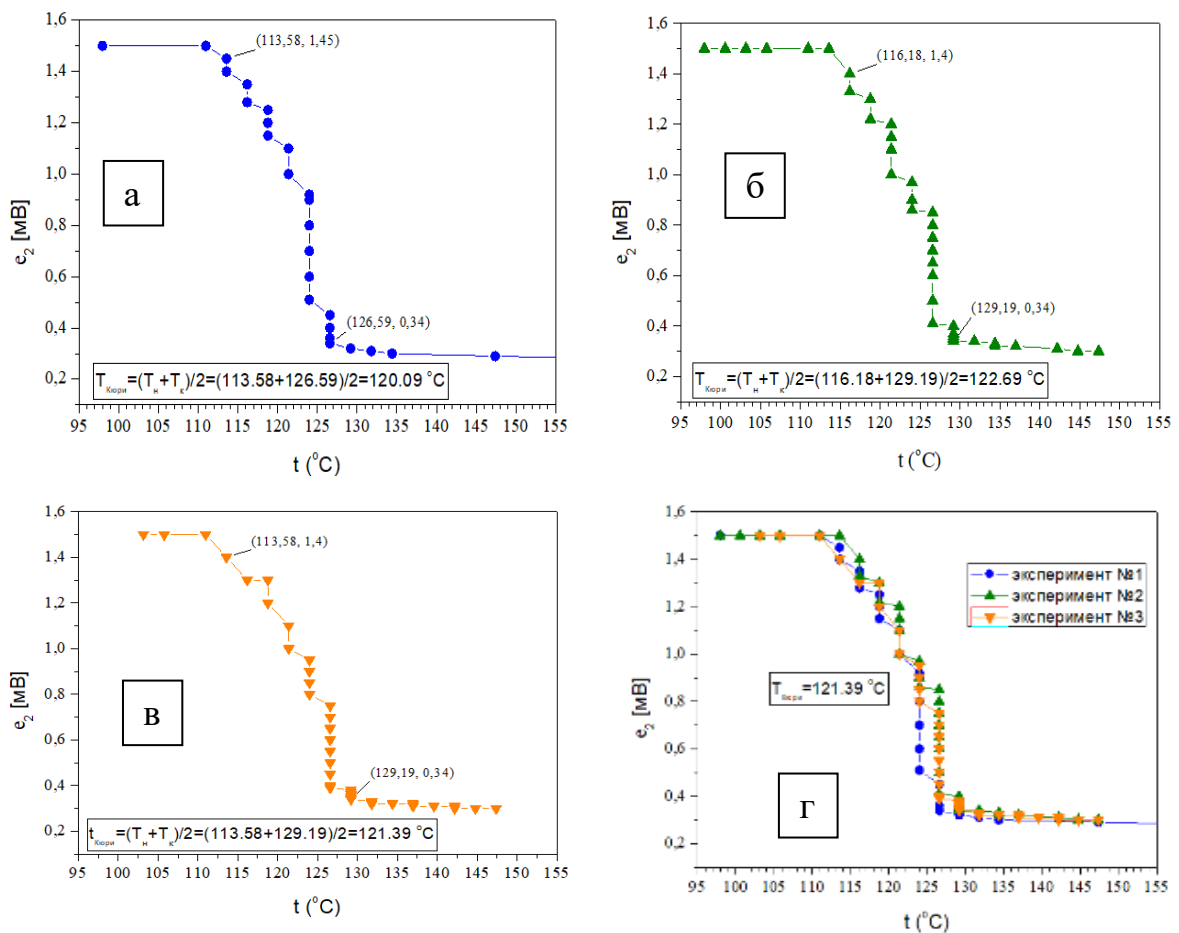 1,6
1,4
1,2
1,0
0,8
0,6
0,4
0,2
e2 [мВ]
(113,58, 1,45)
а
(126,59, 0,34)
TКюри=(Tн+Tк)/2=(113.58+126.59)/2=120.09 °C
95 100 105 110 115 120 125 130 135 140 145 150 155
t (°C)
1,6
1,4
1,2
1,0
0,8
0,6
0,4
0,2
e2 [мВ]
(116,18, 1,4)
б
(129,19, 0,34)
TКюри=(Tн+Tк)/2=(116.18+129.19)/2=122.69 °C
95 100 105 110 115 120 125 130 135 140 145 150 155
t (°C)
1,6
1,4
1,2
1,0
0,8
0,6
0,4
0,2
e2 [мВ]
(113,58, 1,4)
в
(129,19, 0,34)
tКюри=(Tн+Tк)/2=(113.58+129.19)/2=121.39 °C
95 100 105 110 115 120 125 130 135 140 145 150 155
t (°C)
1,6
1,4
1,2
1,0
0,8
0,6
0,4
0,2
e2 [мВ]
эксперимент №1
эксперимент №2
эксперимент №3
TКюри=121.39 °C
г
95 100 105 110 115 120 125 130 135 140 145 150 155
t (°C)